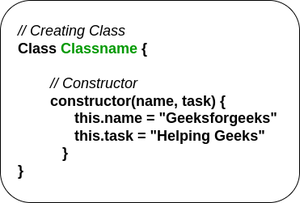 // Creating Class
Class Classname {
// Constructor
constructor(name, task) {
this.name = "Geeksforgeeks"
this.task = "Helping Geeks"
}
}